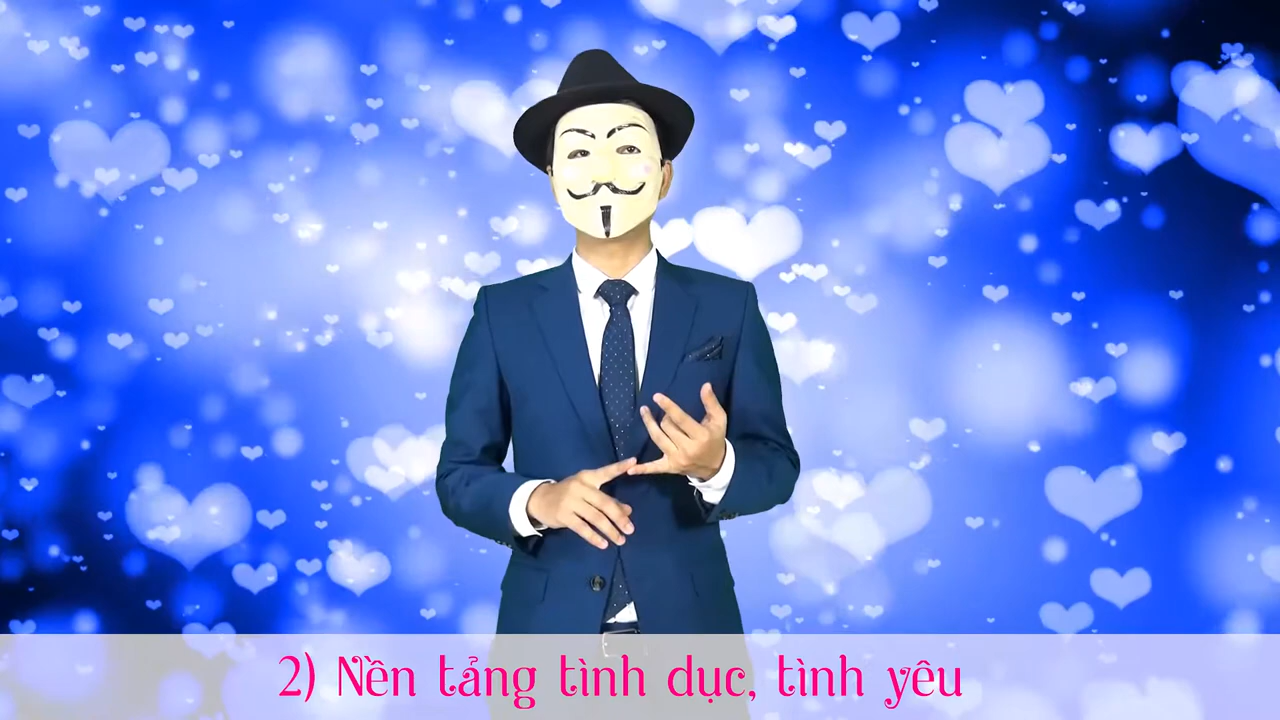 2) Nền tảng tình dục, tình yêu